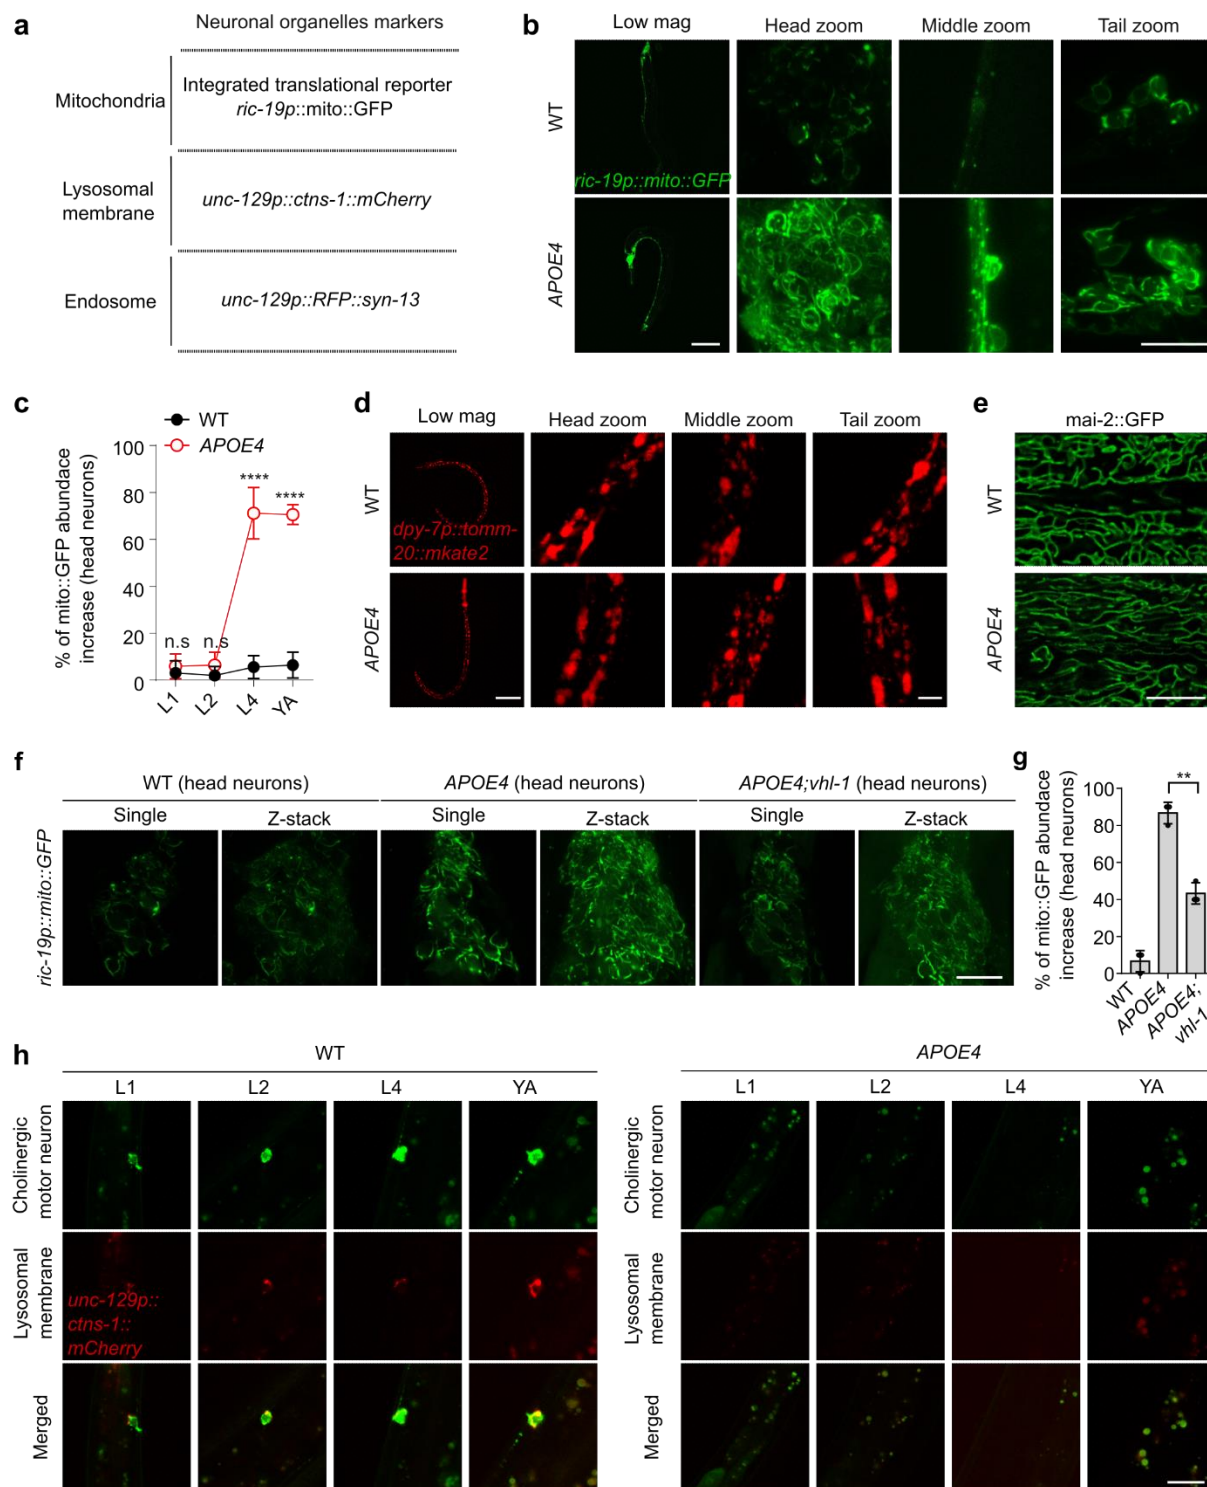 a
Neuronal organelles markers
Mitochondria
Integrated translational reporter
ric-19p::mito::GFP
Lysosomal
membrane
unc-129p::ctns-1::mCherry
Endosome
unc-129p::RFP::syn-13
b
Low mag
Head zoom
Middle zoom
Tail zoom
WT
ric-19p::mito::GFP
APOE4
c
WT
APOE4
% of mito::GFP abundace
increase (head neurons)
100
80
60
40
20
0
n.s
n.s
****
****
L1
L2
L4
YA
d
Low mag
Head zoom
Middle zoom
Tail zoom
WT
dpy-7p::tomm-
20::mkate2
APOE4
e
mai-2::GFP
WT
APOE4
f
WT (head neurons)
APOE4 (head neurons)
APOE4;vhl-1 (head neurons)
Single
Z-stack
Single
Z-stack
Single
Z-stack
ric-19p::mito::GFP
g
% of mito::GFP abundace
increase (head neurons)
100
80
60
40
20
0
**
WT
APOE4
APOE4;
vhl-1
h
WT
L1
L2
L4
YA
Cholinergic
motor neuron
Lysosomal
membrane
unc-129p::
ctns-1::
mCherry
Merged
APOE4
L1
L2
L4
YA
Cholinergic
motor neuron
Lysosomal
membrane
Merged